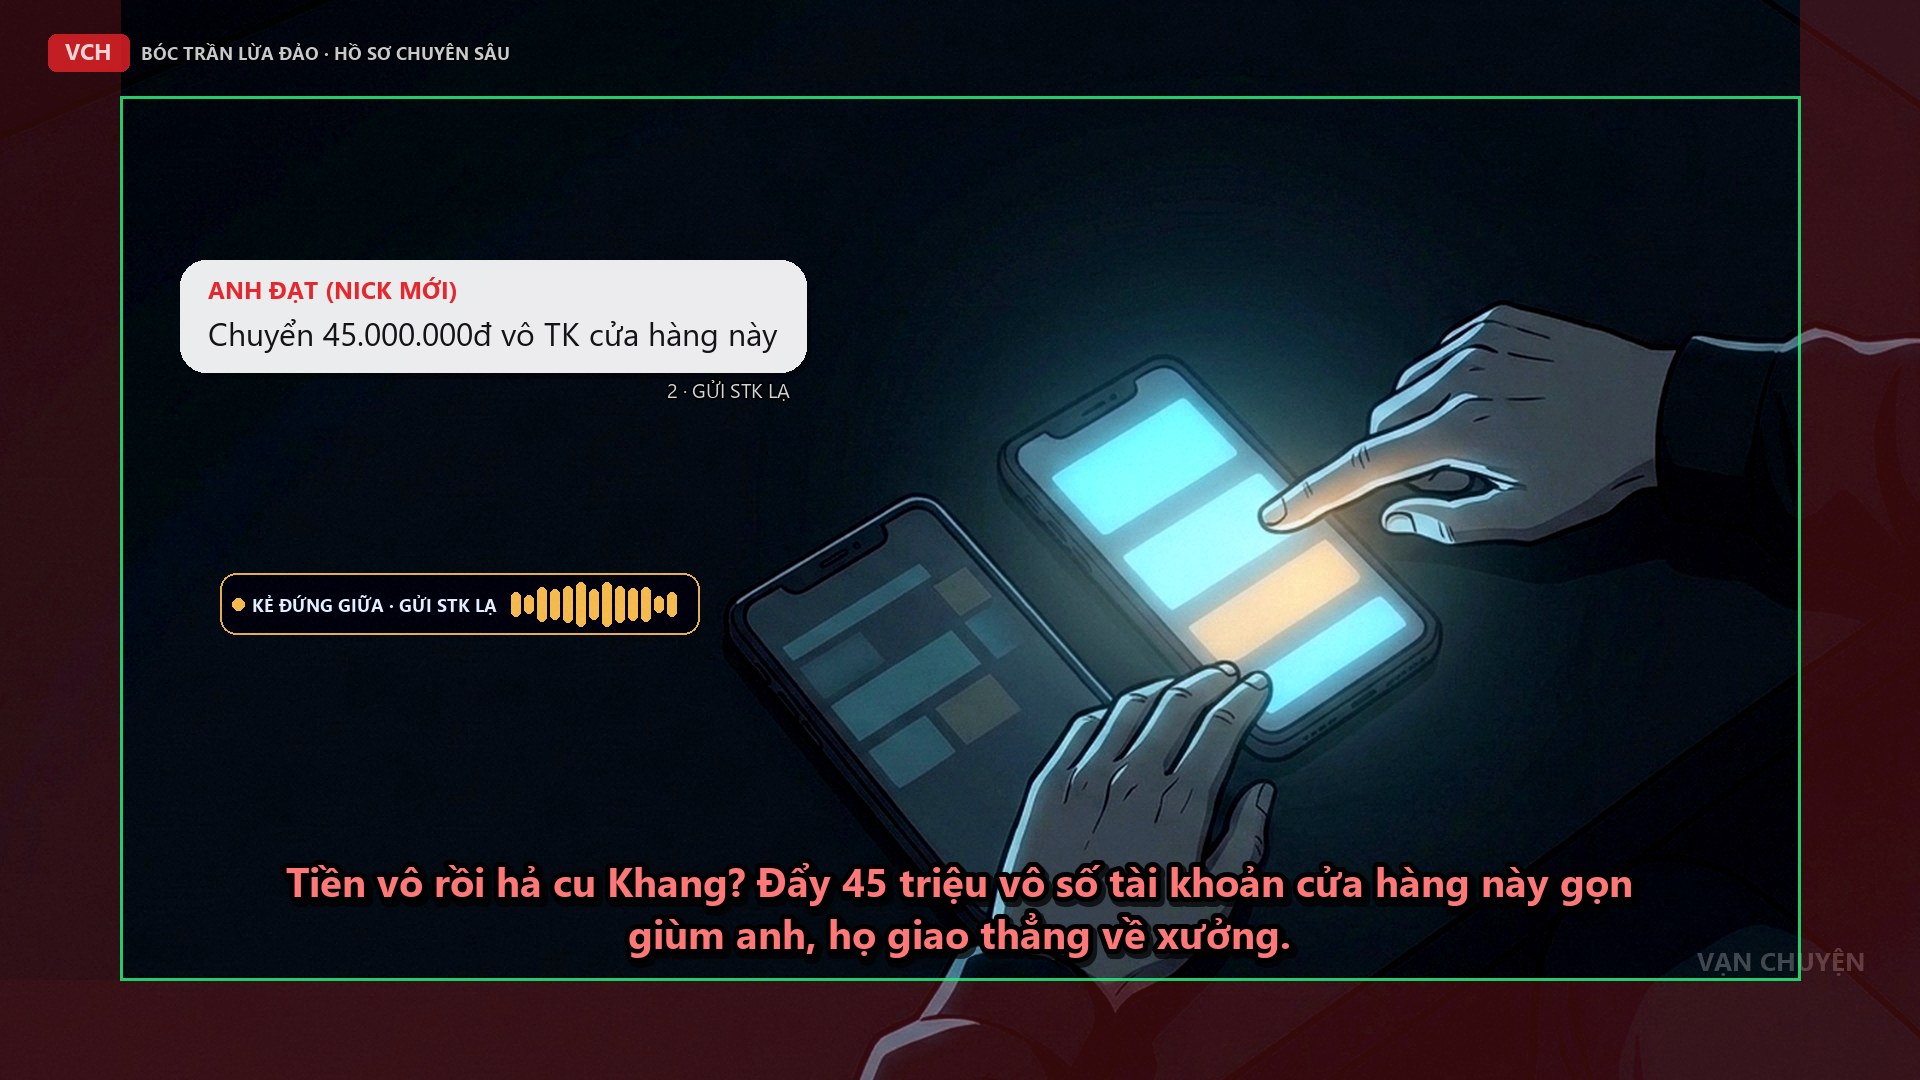 VCH BÓC TRẦN LỪA ĐẢO · HỒ SƠ CHUYÊN SÂU
ANH ĐẠT (NICK MỚI)
Chuyển 45.000.000đ vô TK cửa hàng này
2 · GỬI STK LẠ
KẺ ĐỨNG GIỮA · GỬI STK LẠ
Tiền vô rồi hả cu Khang? Đẩy 45 triệu vô số tài khoản cửa hàng này gọn
giùm anh, họ giao thẳng về xưởng.
VẠN CHUYỆN